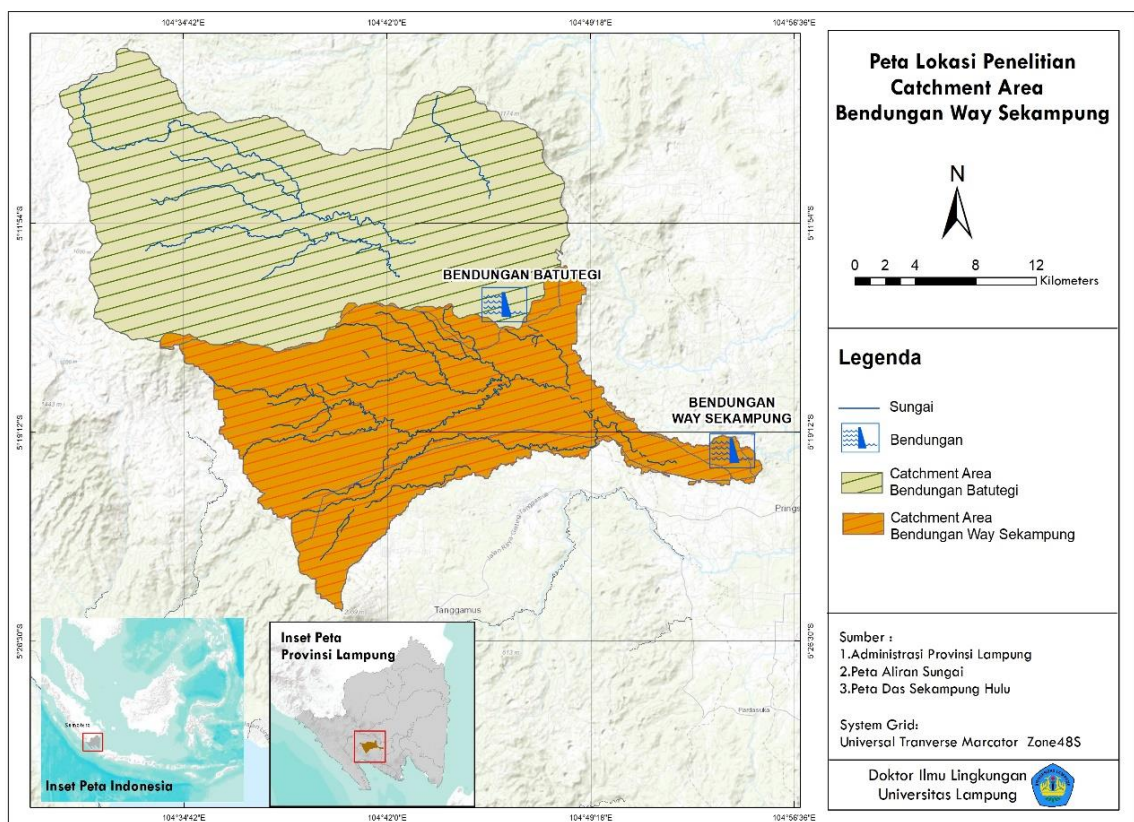 104°34'42"E 104°42'0"E 104°49'18"E 104°56'36"E
5°11'54"S
5°19'12"S
5°26'30"S
BENDUNGAN BATUTEGI
BENDUNGAN
WAY SEKAMPUNG
Prings
Tanggamus
Inset Peta Indonesia
Inset Peta
Provinsi Lampung
104°34'42"E 104°42'0"E 104°49'18"E 104°56'36"E
5°11'54"S
5°19'12"S
5°26'30"S
Peta Lokasi Penelitian
Catchment Area
Bendungan Way Sekampung
N
0 2 4 8 12
Kilometers
Legenda
Sungai
Bendungan
Catchment Area
Bendungan Batutegi
Catchment Area
Bendungan Way Sekampung
Sumber :
1.Administrasi Provinsi Lampung
2.Peta Aliran Sungai
3.Peta Das Sekampung Hulu
System Grid:
Universal Tranverse Marcator Zone48S
Doktor Ilmu Lingkungan
Universitas Lampung